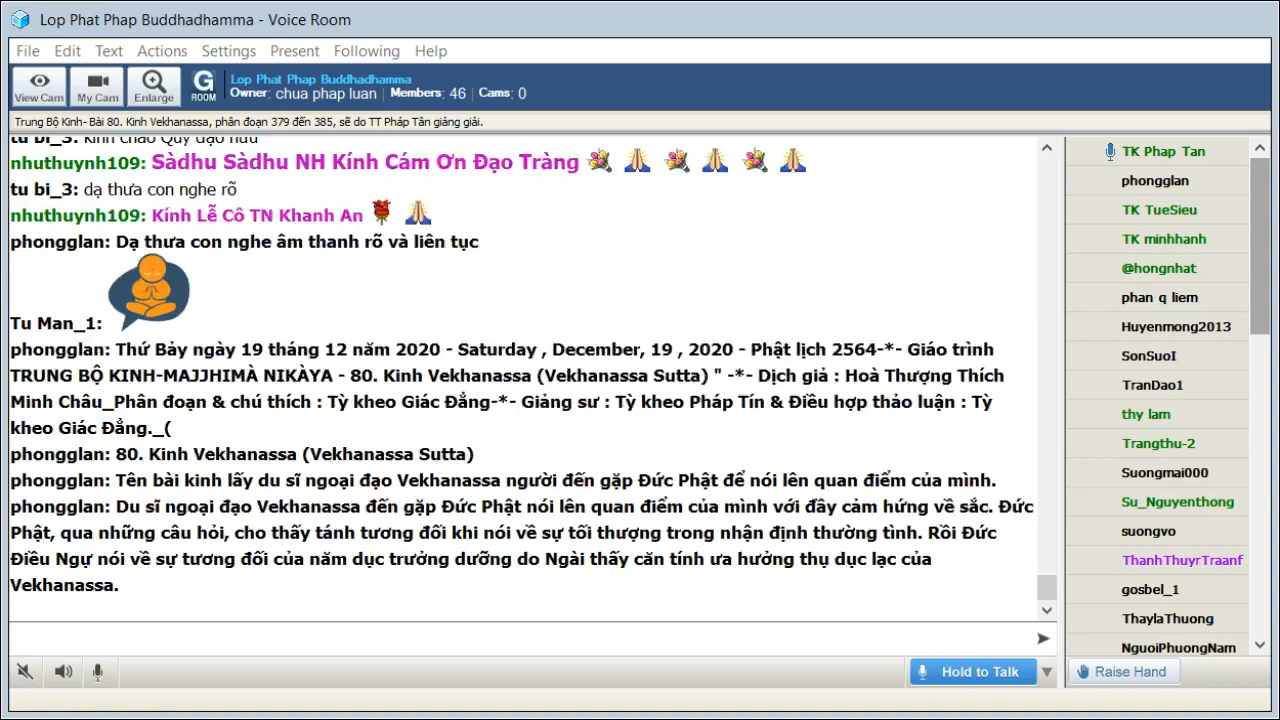 Lop Phat Phap Buddhadhamma - Voice Room
File Edit Text Actions Settings Present Following Help
View Cam My Cam Enlarge G ROOM
Lop Phat Phap Buddhadhamma
Owner: chua phap luan Members: 46 Cams: 0
Trung Bộ Kinh- Bài 80. Kinh Vekhanassa, phân đoạn 379 đến 385, sẽ do TT Pháp Tân giảng giải.
tu bi_3: kính chào Quý đạo hữu
nhuthuynh109: Sàdhu Sàdhu NH Kính Cám Ơn Đạo Tràng
tu bi_3: dạ thưa con nghe rõ
nhuthuynh109: Kính Lễ Cô TN Khanh An
phongglan: Dạ thưa con nghe âm thanh rõ và liên tục
Tu Man_1:
phongglan: Thứ Bảy ngày 19 tháng 12 năm 2020 - Saturday , December, 19 , 2020 - Phật lịch 2564-*- Giáo trình
TRUNG BỘ KINH-MAJJHIMÀ NIKÀYA - 80. Kinh Vekhanassa (Vekhanassa Sutta) " -*- Dịch giả : Hoà Thượng Thích
Minh Châu_Phân đoạn & chú thích : Tỳ kheo Giác Đẳng-*- Giảng sư : Tỳ kheo Pháp Tín & Điều hợp thảo luận : Tỳ
kheo Giác Đẳng._(
phongglan: 80. Kinh Vekhanassa (Vekhanassa Sutta)
phongglan: Tên bài kinh lấy du sĩ ngoại đạo Vekhanassa người đến gặp Đức Phật để nói lên quan điểm của mình.
phongglan: Du sĩ ngoại đạo Vekhanassa đến gặp Đức Phật nói lên quan điểm của mình với đầy cảm hứng về sắc. Đức
Phật, qua những câu hỏi, cho thấy tánh tương đối khi nói về sự tối thượng trong nhận định thường tình. Rồi Đức
Điều Ngự nói về sự tương đối của năm dục trưởng dưỡng do Ngài thấy căn tính ưa hưởng thụ dục lạc của
Vekhanassa.
TK Phap Tan
phongglan
TK TueSieu
TK minhhanh
@hongnhat
phan q liem
Huyenmong2013
SonSuoI
TranDao1
thy lam
Trangthu-2
Suongmai000
Su_Nguyenthong
suongvo
ThanhThuyrTraanf
gosbel_1
ThaylaThuong
NguoiPhuongNam
Hold to Talk
Raise Hand